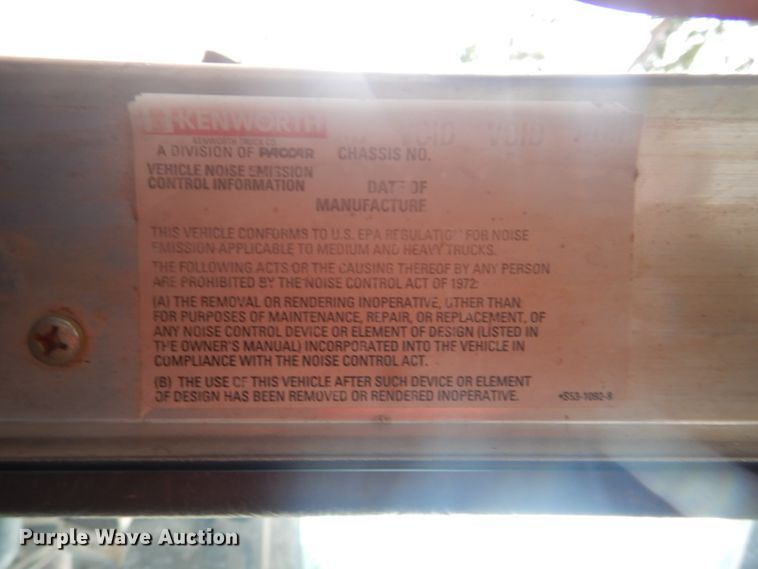 KENWORTH
KENWORTH TRUCK CO.
A DIVISION OF PACCAR
VOID VOID
CHASSIS NO.
VEHICLE NOISE EMISSION
CONTROL INFORMATION
DATE OF
MANUFACTURE
THIS VEHICLE CONFORMS TO U.S. EPA REGULATION FOR NOISE
EMISSION APPLICABLE TO MEDIUM AND HEAVY TRUCKS.
THE FOLLOWING ACTS OR THE CAUSING THEREOF BY ANY PERSON
ARE PROHIBITED BY THE NOISE CONTROL ACT OF 1972:
(A) THE REMOVAL OR RENDERING INOPERATIVE, OTHER THAN
FOR PURPOSES OF MAINTENANCE, REPAIR, OR REPLACEMENT, OF
ANY NOISE CONTROL DEVICE OR ELEMENT OF DESIGN (LISTED IN
THE OWNER'S MANUAL) INCORPORATED INTO THE VEHICLE IN
COMPLIANCE WITH THE NOISE CONTROL ACT.
(B) THE USE OF THIS VEHICLE AFTER SUCH DEVICE OR ELEMENT
OF DESIGN HAS BEEN REMOVED OR RENDERED INOPERATIVE.
Purple Wave Auction